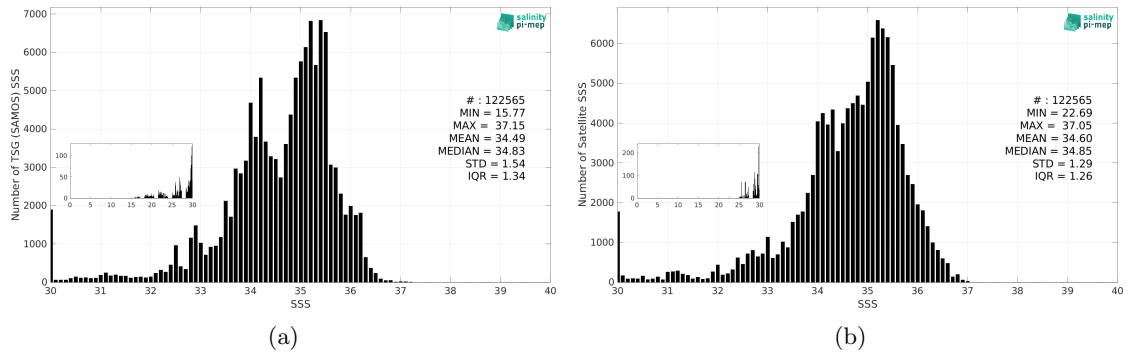 7000
6000
5000
4000
3000
2000
1000
0
Number of TSG (SAMOS) SSS
salinity
pi-mep
# : 122565
MIN = 15.77
MAX = 37.15
MEAN = 34.49
MEDIAN = 34.83
STD = 1.54
IQR = 1.34
100
50
0
0 5 10 15 20 25 30
30 31 32 33 34 35 36 37 38 39 40
SSS
(a)
6000
5000
4000
3000
2000
1000
0
Number of Satellite SSS
salinity
pi-mep
# : 122565
MIN = 22.69
MAX = 37.05
MEAN = 34.60
MEDIAN = 34.85
STD = 1.29
IQR = 1.26
200
100
0
0 5 10 15 20 25 30
30 31 32 33 34 35 36 37 38 39 40
SSS
(b)